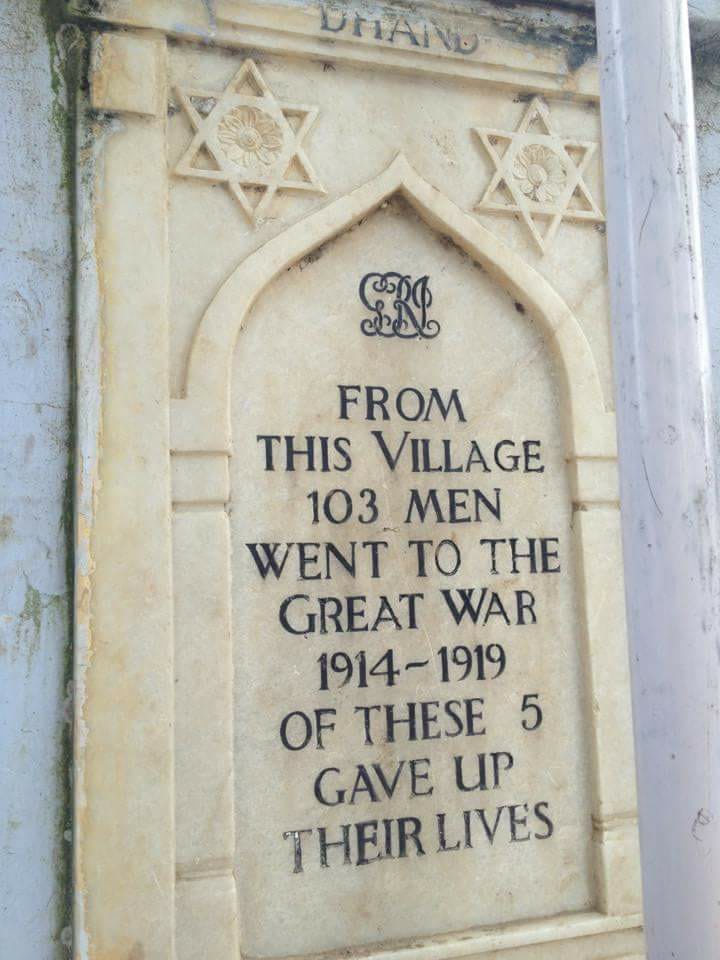 DHAND
GRI
FROM
THIS VILLAGE
103 MEN
WENT TO THE
GREAT WAR
1914~1919
OF THESE 5
GAVE UP
THEIR LIVES